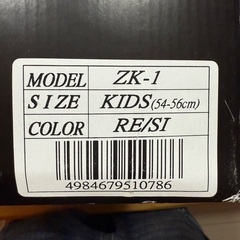 MODEL ZK-1
SIZE KIDS(54-56cm)
COLOR RE/SI
4984679510786